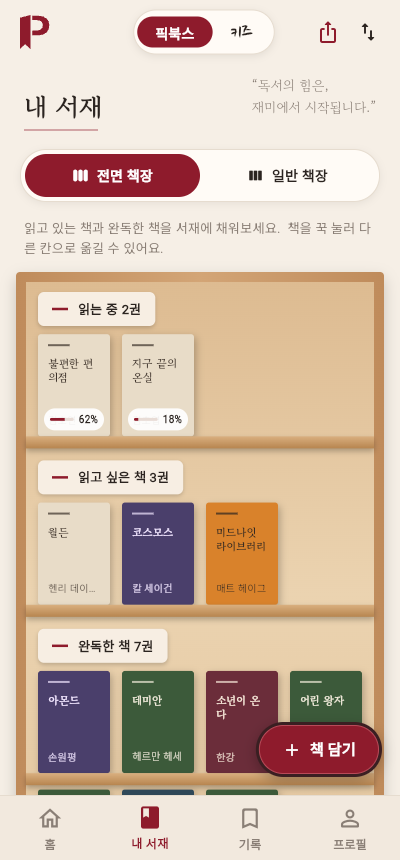 픽북스
키즈
내 서재
“독서의 힘은,
재미에서 시작됩니다.”
전면 책장
일반 책장
읽고 있는 책과 완독한 책을 서재에 채워보세요. 책을 꾹 눌러 다
른 칸으로 옮길 수 있어요.
읽는 중 2권
불편한 편
의점
62%
지구 끝의
온실
18%
읽고 싶은 책 3권
월든
헨리 데이…
코스모스
칼 세이건
미드나잇
라이브러리
매트 헤이그
완독한 책 7권
아몬드
손원평
데미안
헤르만 헤세
소년이 온
다
한강
어린 왕자
책 담기
홈
내 서재
기록
프로필